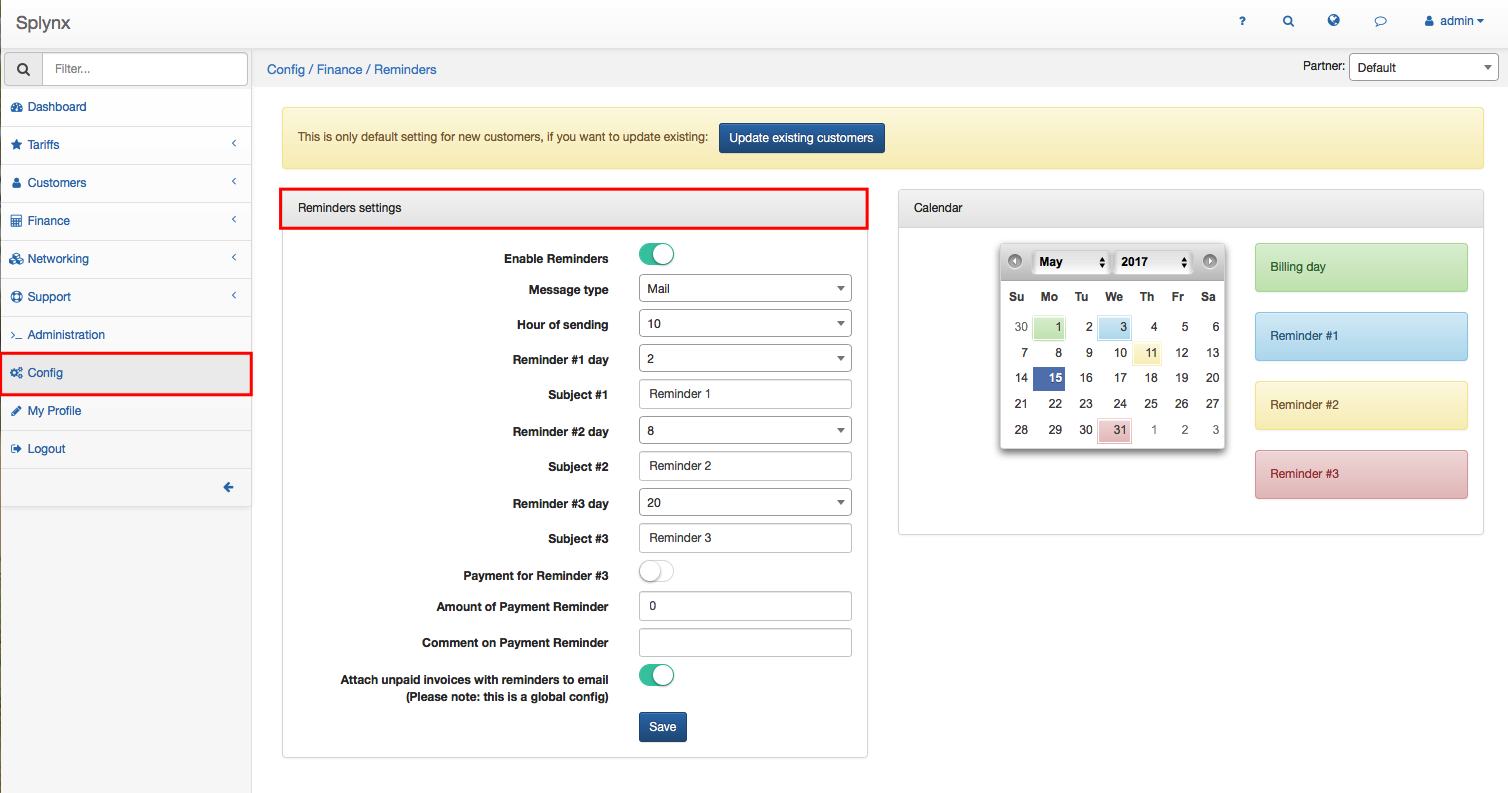 Splynx
?
admin
Filter...
Config / Finance / Reminders
Partner: Default
Dashboard
Tariffs
Customers
Finance
Networking
Support
Administration
Config
My Profile
Logout
This is only default setting for new customers, if you want to update existing: Update existing customers
Reminders settings
Enable Reminders
Message type Mail
Hour of sending 10
Reminder #1 day 2
Subject #1 Reminder 1
Reminder #2 day 8
Subject #2 Reminder 2
Reminder #3 day 20
Subject #3 Reminder 3
Payment for Reminder #3
Amount of Payment Reminder 0
Comment on Payment Reminder
Attach unpaid invoices with reminders to email
(Please note: this is a global config)
Save
Calendar
May 2017
Su Mo Tu We Th Fr Sa
30 1 2 3 4 5 6
7 8 9 10 11 12 13
14 15 16 17 18 19 20
21 22 23 24 25 26 27
28 29 30 31 1 2 3
Billing day
Reminder #1
Reminder #2
Reminder #3